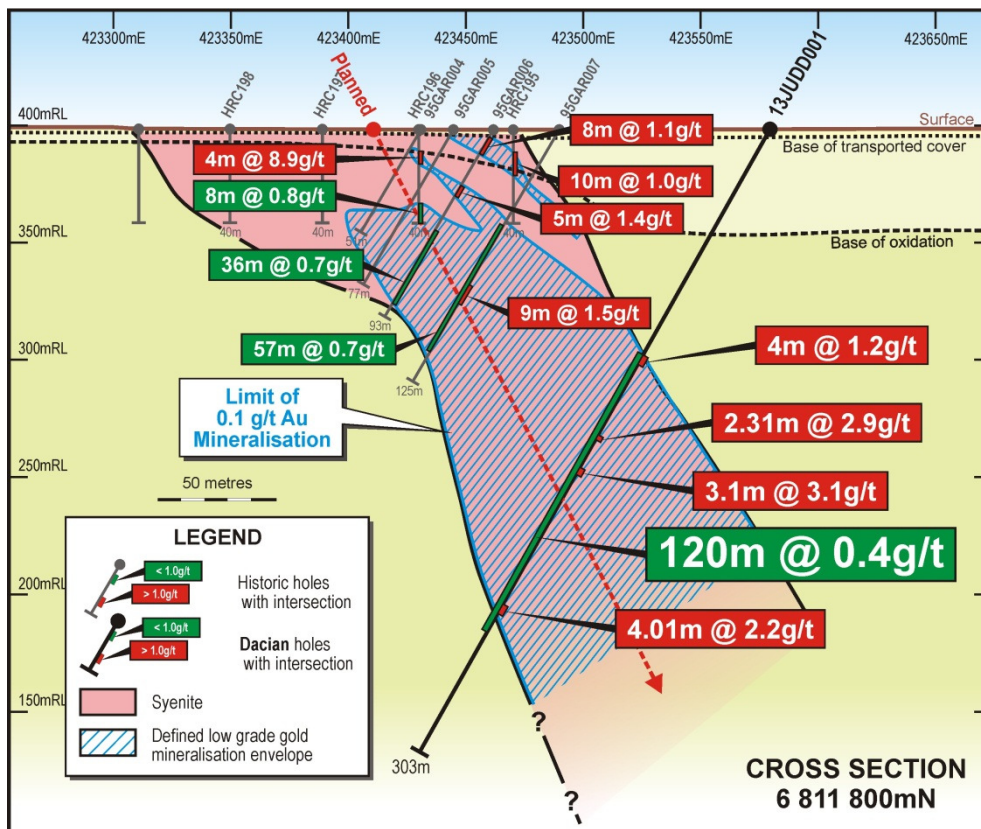 423300mE
423350mE
423400mE
423450mE
423500mE
423550mE
423650mE
HRC198
HRC197
Planned
HRC196
95GAR004
95GAR005
95GAR006
HRC195
95GAR007
13JUDD001
400mRL
350mRL
300mRL
250mRL
200mRL
150mRL
Surface
Base of transported cover
Base of oxidation
8m @ 1.1g/t
4m @ 8.9g/t
10m @ 1.0g/t
8m @ 0.8g/t
5m @ 1.4g/t
40m
40m
51m
40m
40m
36m @ 0.7g/t
77m
9m @ 1.5g/t
93m
57m @ 0.7g/t
4m @ 1.2g/t
125m
Limit of
0.1 g/t Au
Mineralisation
2.31m @ 2.9g/t
3.1m @ 3.1g/t
50 metres
120m @ 0.4g/t
4.01m @ 2.2g/t
LEGEND
< 1.0g/t
> 1.0g/t
Historic holes
with intersection
< 1.0g/t
> 1.0g/t
Dacian holes
with intersection
Syenite
Defined low grade gold
mineralisation envelope
?
303m
?
CROSS SECTION
6 811 800mN